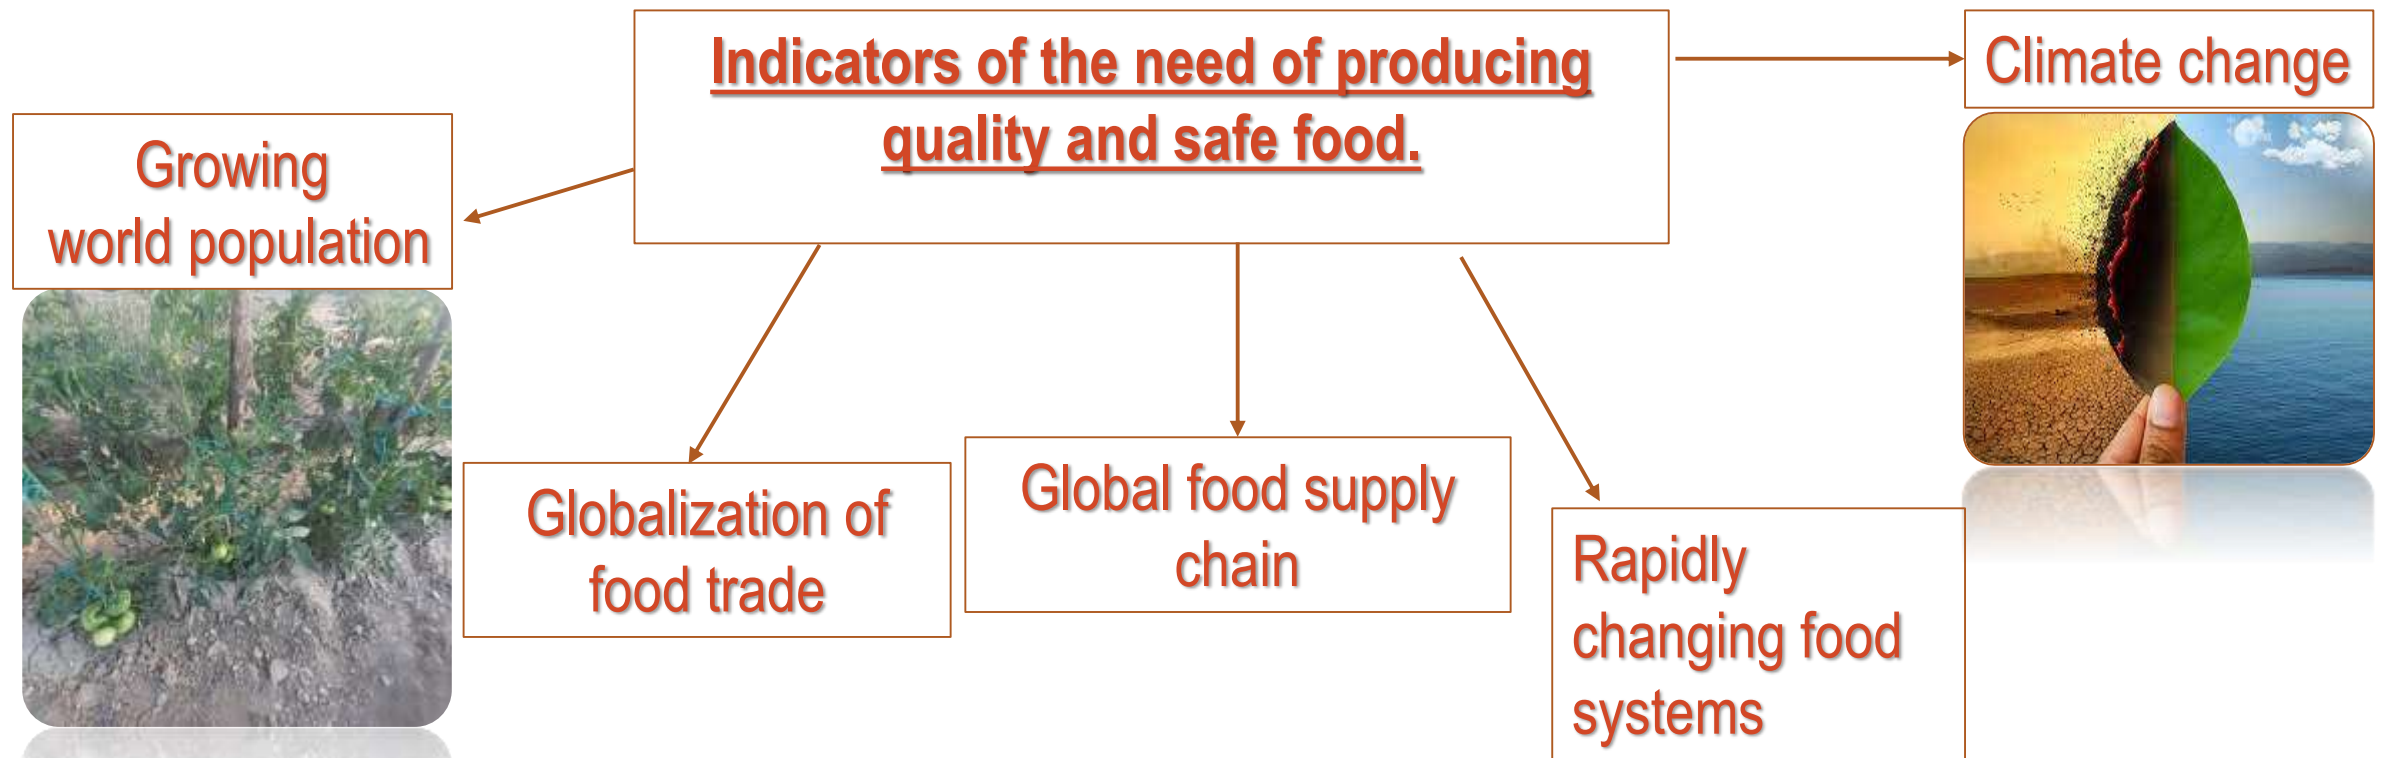 Indicators of the need of producing
quality and safe food.
Climate change
Growing
world population
Globalization of
food trade
Global food supply
chain
Rapidly
changing food
systems